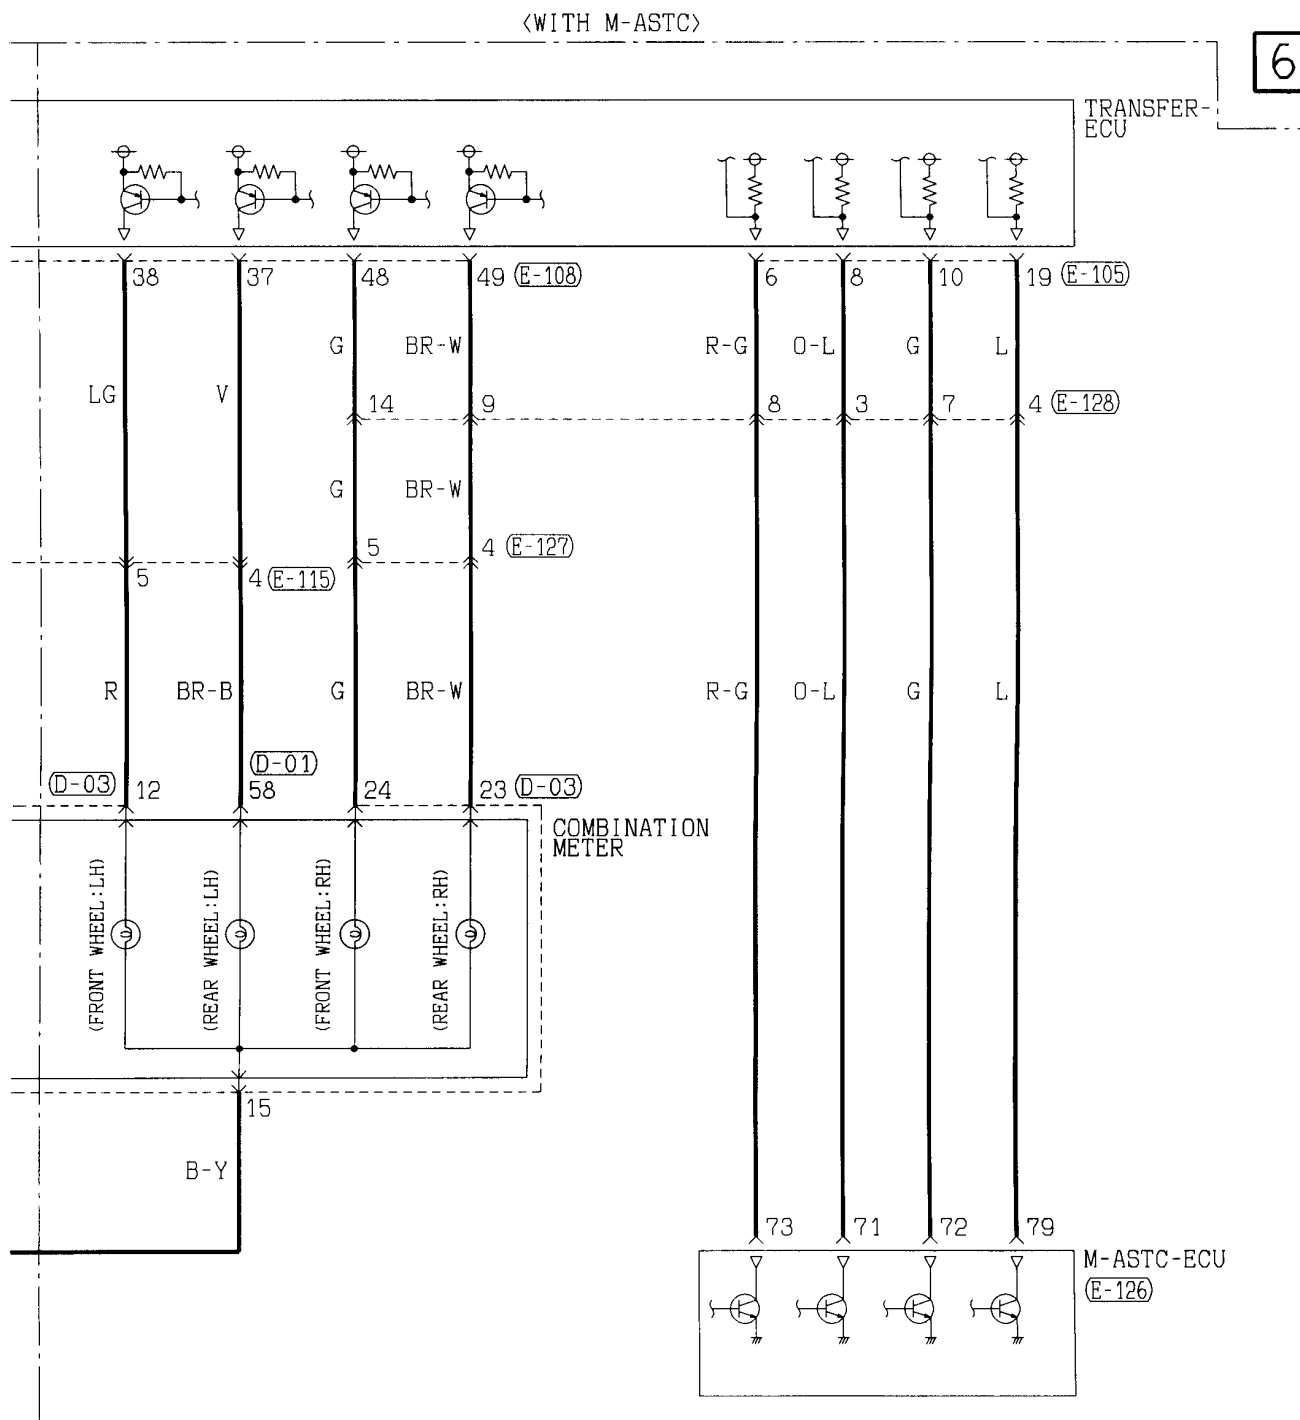 <WITH M-ASTC>
6
TRANSFER-
ECU
38 37 48 49 E-108 6 8 10 19 E-105
G BR-W R-G O-L G L
LG V
14 9 8 3 7 4 E-128
G BR-W
5 4 E-127
5 4 E-115
R BR-B G BR-W R-G O-L G L
D-01
D-03 12 58 24 23 D-03
COMBINATION
METER
(FRONT WHEEL:LH)
(REAR WHEEL:LH)
(FRONT WHEEL:RH)
(REAR WHEEL:RH)
15
B-Y
73 71 72 79
M-ASTC-ECU
E-126